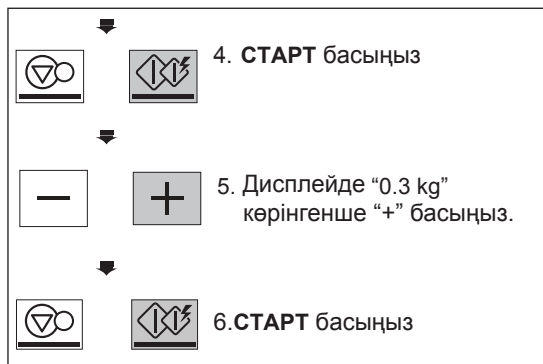 4. СТАРТ басыңыз
5. Дисплейде “0.3 kg”
көрінгенше “+” басыңыз.
6.СТАРТ басыңыз